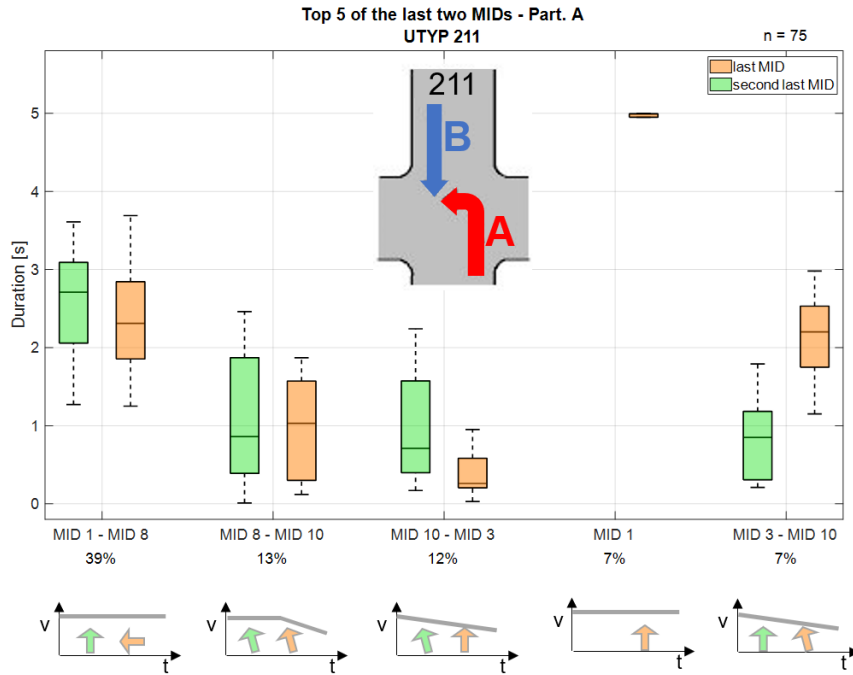 Top 5 of the last two MIDs - Part. A
UTYP 211
n = 75
last MID
second last MID
211
B
A
Duration [s]
5
4
3
2
1
0
MID 1 - MID 8
MID 8 - MID 10
MID 10 - MID 3
MID 1
MID 3 - MID 10
39%
13%
12%
7%
7%
v
t
v
t
v
t
v
t
v
t